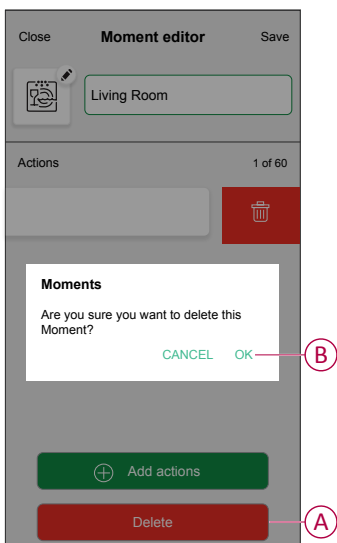 Close Moment editor Save
Living Room
Actions 1 of 60
Moments
Are you sure you want to delete this
Moment?
CANCEL OK
B
Add actions
Delete
A